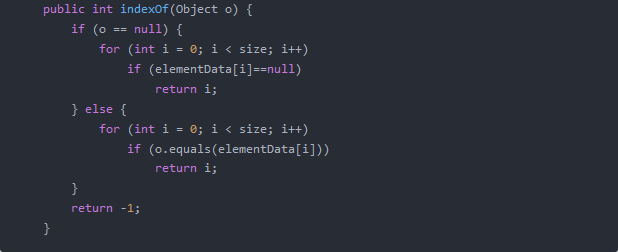 public int indexOf(Object o) {
    if (o == null) {
        for (int i = 0; i < size; i++)
            if (elementData[i]==null)
                return i;
    } else {
        for (int i = 0; i < size; i++)
            if (o.equals(elementData[i]))
                return i;
    }
    return -1;
}